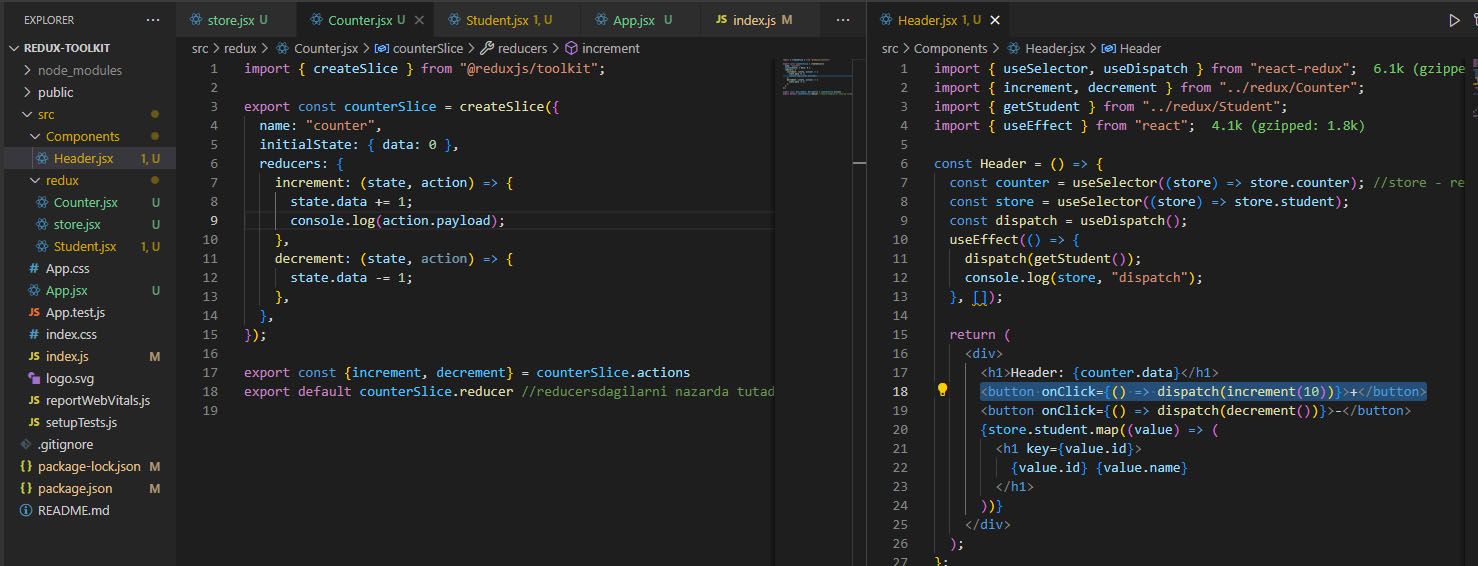 EXPLORER ...
REDUX-TOOLKIT
node_modules
public
src
Components
Header.jsx 1, U
redux
Counter.jsx U
store.jsx U
Student.jsx 1, U
App.css
App.jsx U
JS App.test.js
index.css
JS index.js M
logo.svg
JS reportWebVitals.js
JS setupTests.js
.gitignore
{} package-lock.json M
{} package.json M
README.md
store.jsx U Counter.jsx U Student.jsx 1, U App.jsx U JS index.js M ...
src > redux > Counter.jsx > counterSlice > reducers > increment
1 import { createSlice } from "@reduxjs/toolkit";
2
3 export const counterSlice = createSlice({
4 name: "counter",
5 initialState: { data: 0 },
6 reducers: {
7 increment: (state, action) => {
8 state.data += 1;
9 console.log(action.payload);
10 },
11 decrement: (state, action) => {
12 state.data -= 1;
13 },
14 },
15 });
16
17 export const {increment, decrement} = counterSlice.actions
18 export default counterSlice.reducer //reducersdagilarni nazarda tutad
19
Header.jsx 1, U
src > Components > Header.jsx > Header
1 import { useSelector, useDispatch } from "react-redux"; 6.1k (gzipped
2 import { increment, decrement } from "../redux/Counter";
3 import { getStudent } from "../redux/Student";
4 import { useEffect } from "react"; 4.1k (gzipped: 1.8k)
5
6 const Header = () => {
7 const counter = useSelector((store) => store.counter); //store - re
8 const store = useSelector((store) => store.student);
9 const dispatch = useDispatch();
10 useEffect(() => {
11 dispatch(getStudent());
12 console.log(store, "dispatch");
13 }, []);
14
15 return (
16 <div>
17 <h1>Header: {counter.data}</h1>
18 <button onClick={() => dispatch(increment(10))}>+</button>
19 <button onClick={() => dispatch(decrement())}>-</button>
20 {store.student.map((value) => (
21 <h1 key={value.id}>
22 {value.id} {value.name}
23 </h1>
24 ))}
25 </div>
26 );
27 };